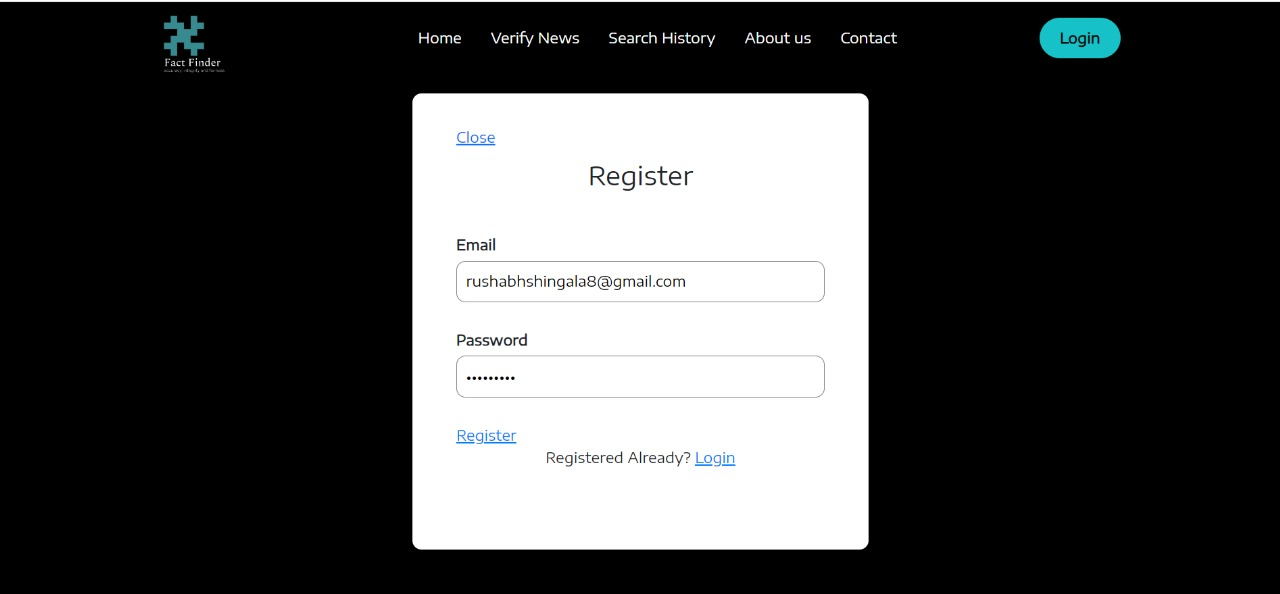 Home Verify News Search History About us Contact Login
Fact Finder
Close
Register
Email
rushabhshingala8@gmail.com
Password
•••••••••
Register
Registered Already? Login